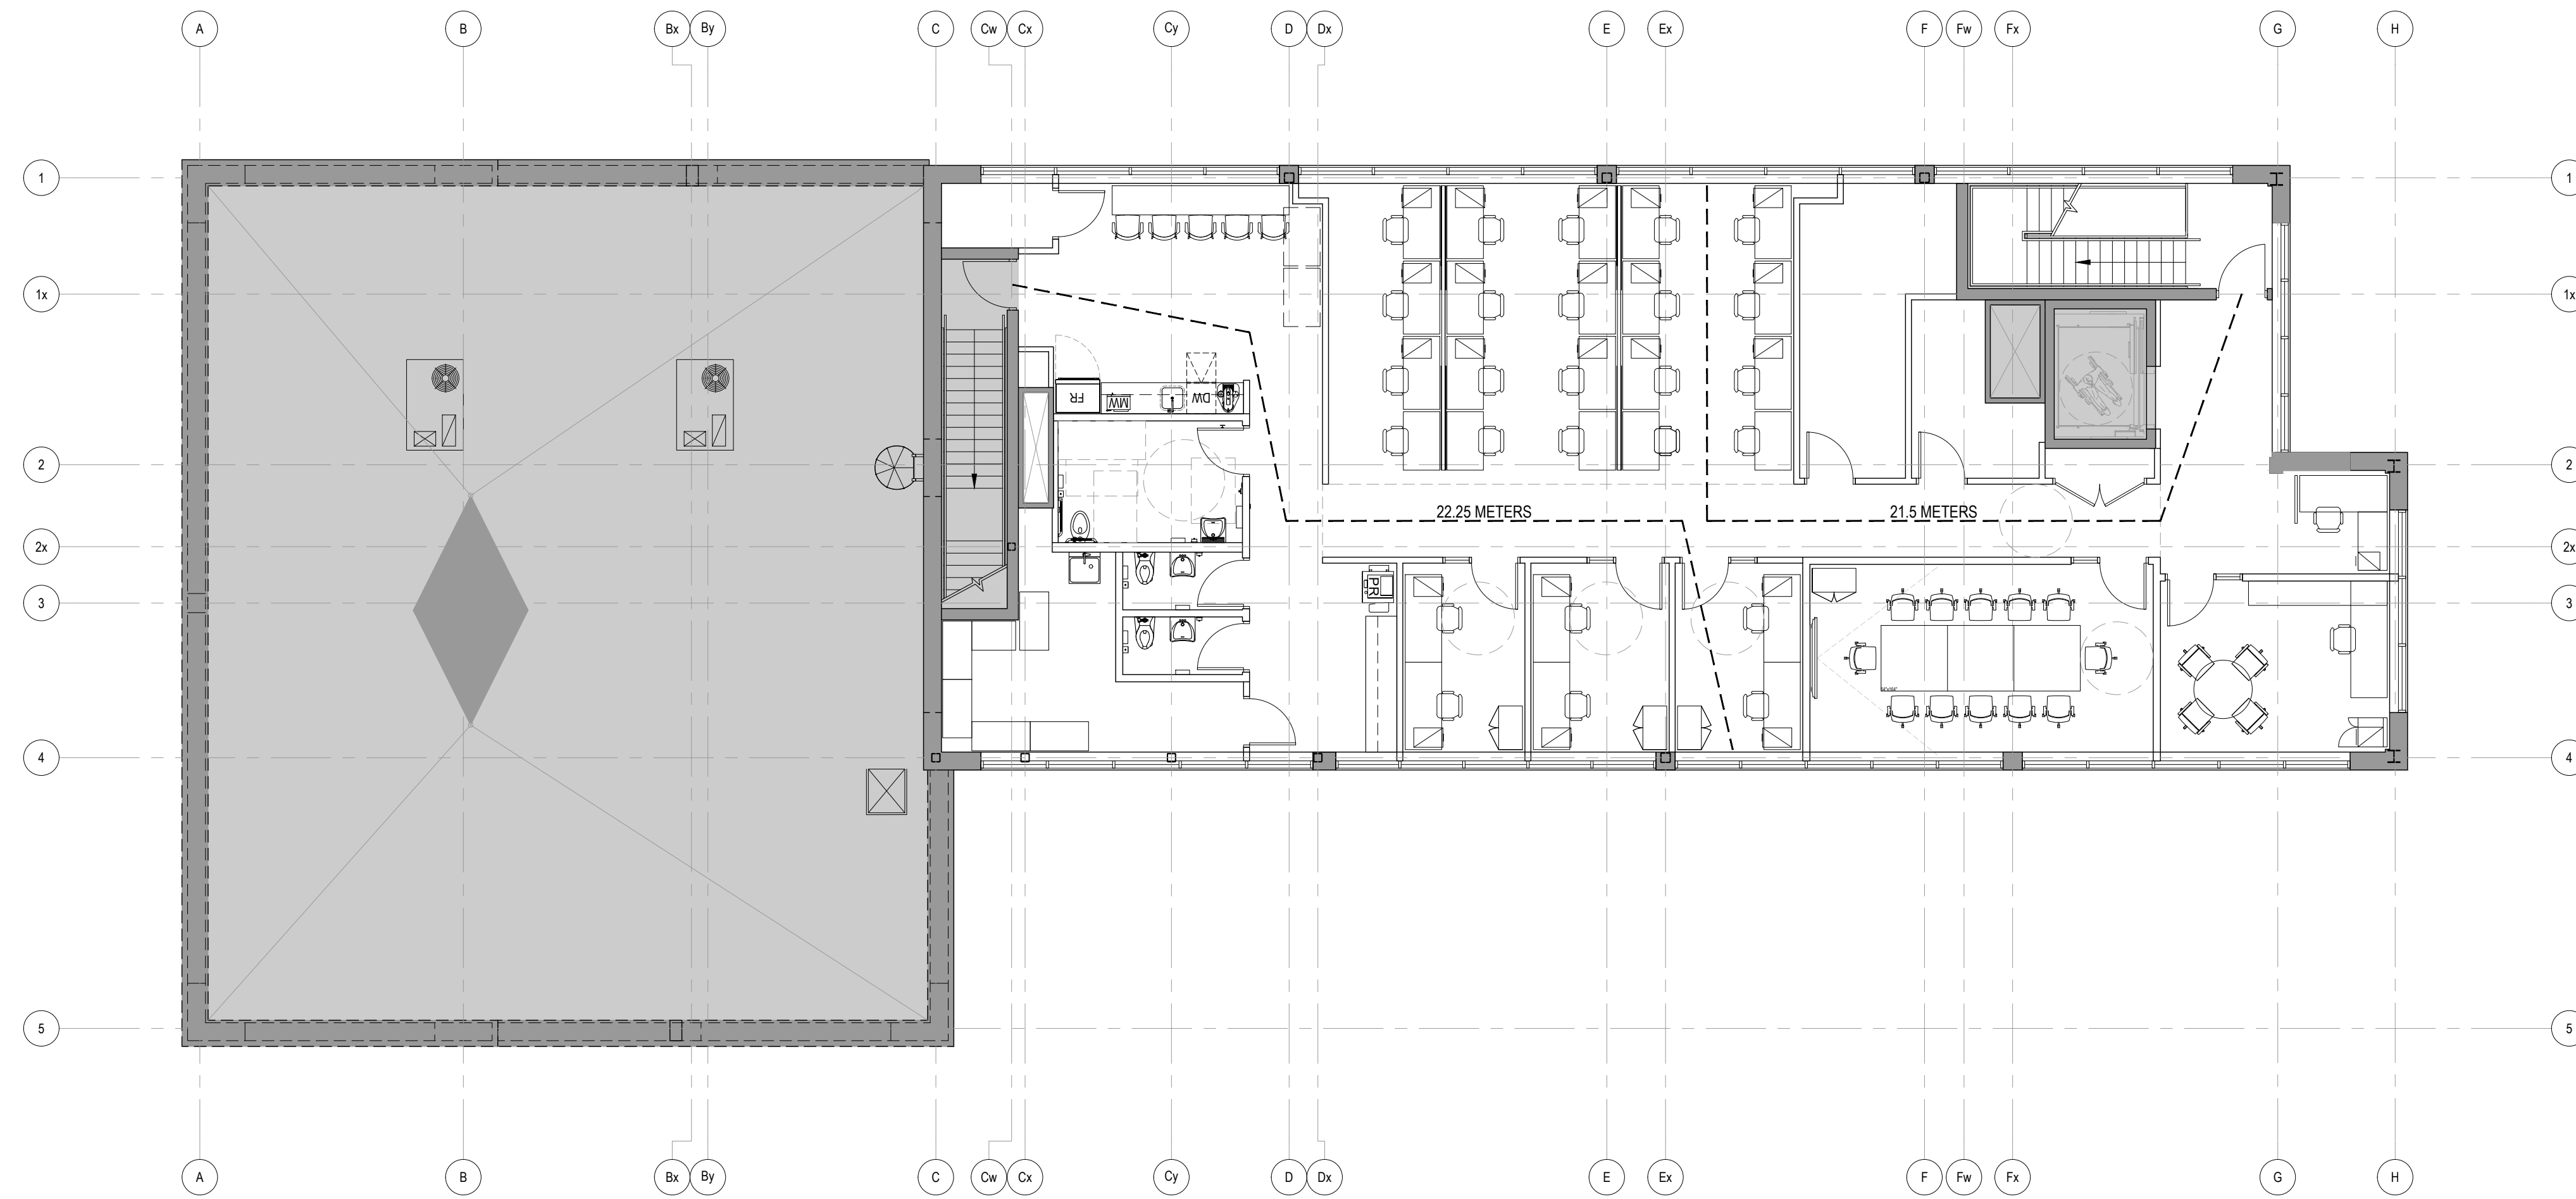 A B Bx By C Cw Cx Cy D Dx E Ex F Fw Fx G H
1 1
1x 1x
FR MW DW
2 2
22.25 METERS 21.5 METERS
2x 2x
PR
3 3
4 4
5 5
A B Bx By C Cw Cx Cy D Dx E Ex F Fw Fx G H